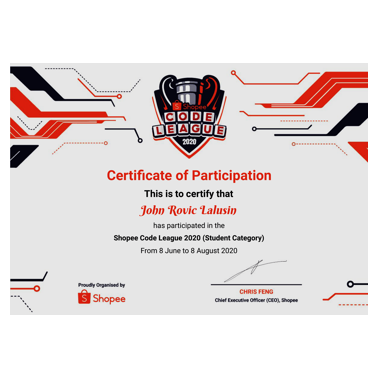 Shopee
CODE
LEAGUE
2020
Certificate of Participation
This is to certify that
John Rovic Lalusin
has participated in the
Shopee Code League 2020 (Student Category)
From 8 June to 8 August 2020
Proudly Organised by
Shopee
CHRIS FENG
Chief Executive Officer (CEO), Shopee